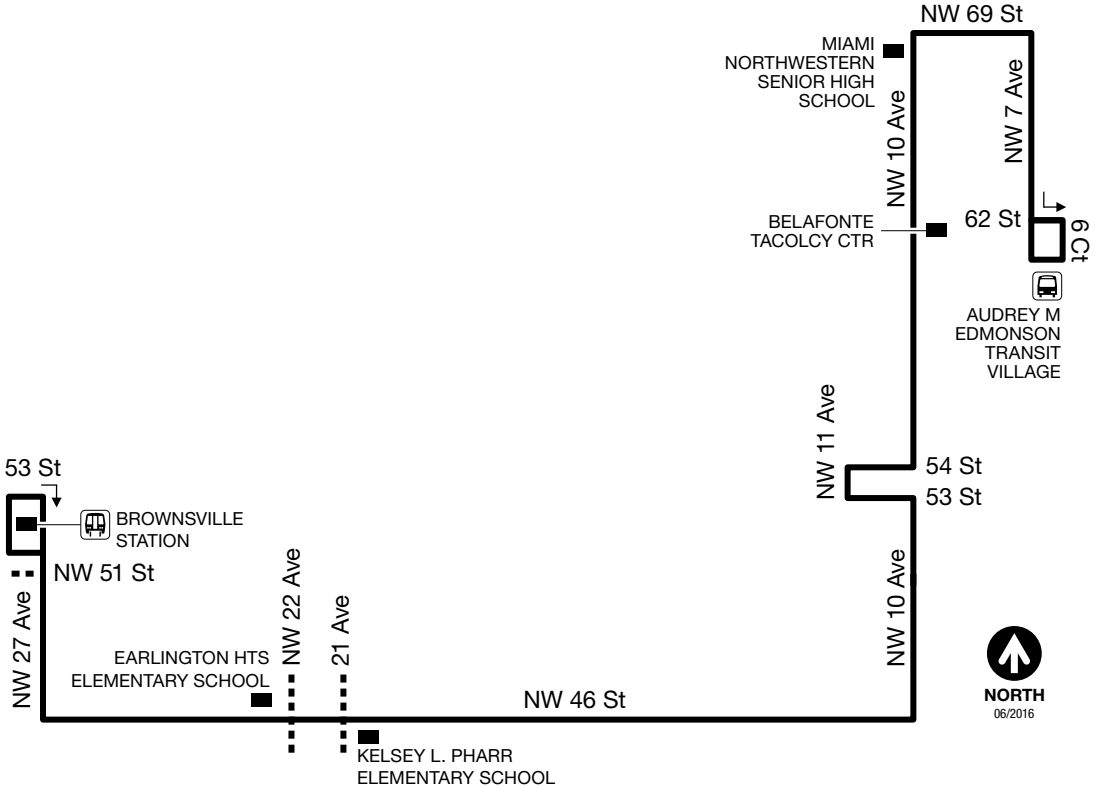 NW 69 St
MIAMI
NORTHWESTERN
SENIOR HIGH
SCHOOL
NW 10 Ave
NW 7 Ave
BELAFONTE
TACOLCY CTR
62 St
6 Ct
AUDREY M
EDMONSON
TRANSIT
VILLAGE
NW 11 Ave
54 St
53 St
53 St
BROWNSVILLE
STATION
NW 51 St
NW 27 Ave
NW 22 Ave
21 Ave
NW 10 Ave
EARLINGTON HTS
ELEMENTARY SCHOOL
NW 46 St
KELSEY L. PHARR
ELEMENTARY SCHOOL
NORTH
06/2016